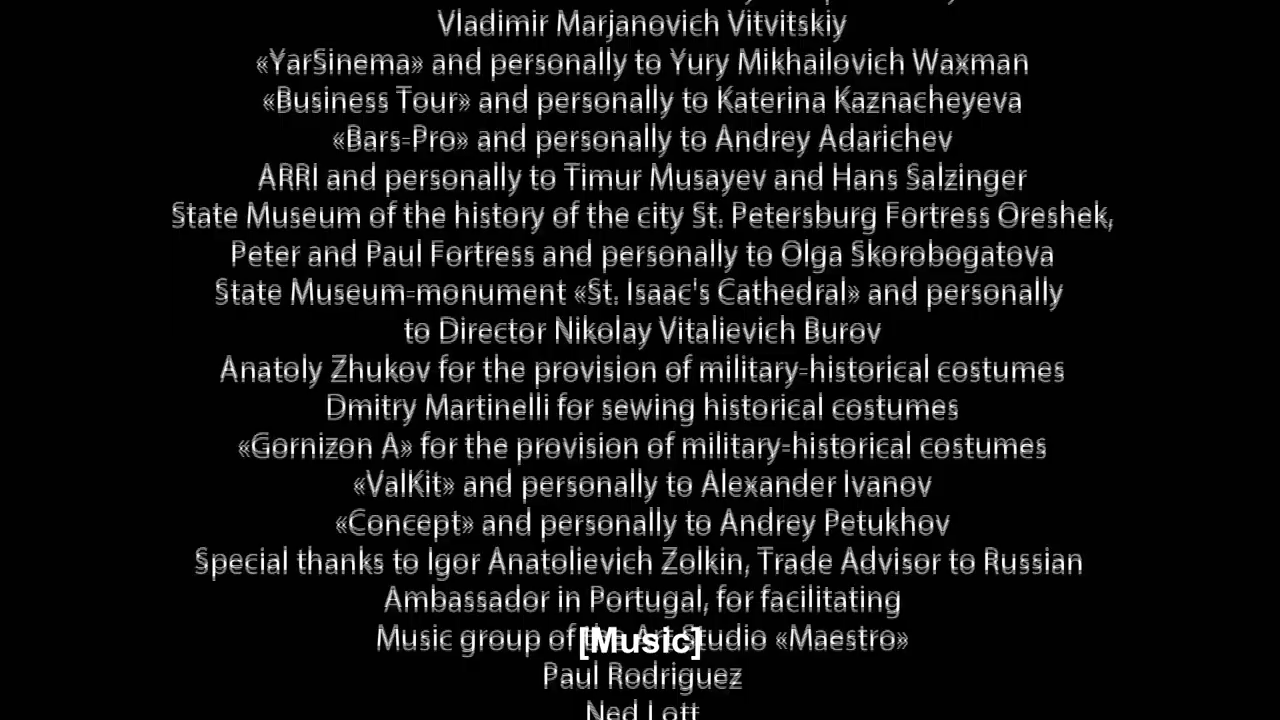 Vladimir Marjanovich Vitvitskiy
«YarSinema» and personally to Yury Mikhailovich Waxman
«Business Tour» and personally to Katerina Kaznacheyeva
«Bars-Pro» and personally to Andrey Adarichev
ARRI and personally to Timur Musayev and Hans Salzinger
State Museum of the history of the city St. Petersburg Fortress Oreshek,
Peter and Paul Fortress and personally to Olga Skorobogatova
State Museum-monument «St. Isaac's Cathedral» and personally
to Director Nikolay Vitalievich Burov
Anatoly Zhukov for the provision of military-historical costumes
Dmitry Martinelli for sewing historical costumes
«Gornizon A» for the provision of military-historical costumes
«ValKit» and personally to Alexander Ivanov
«Concept» and personally to Andrey Petukhov
Special thanks to Igor Anatolievich Zolkin, Trade Advisor to Russian
Ambassador in Portugal, for facilitating
Music group of the Art Studio «Maestro»
[Music]
Paul Rodriguez
Ned Lott